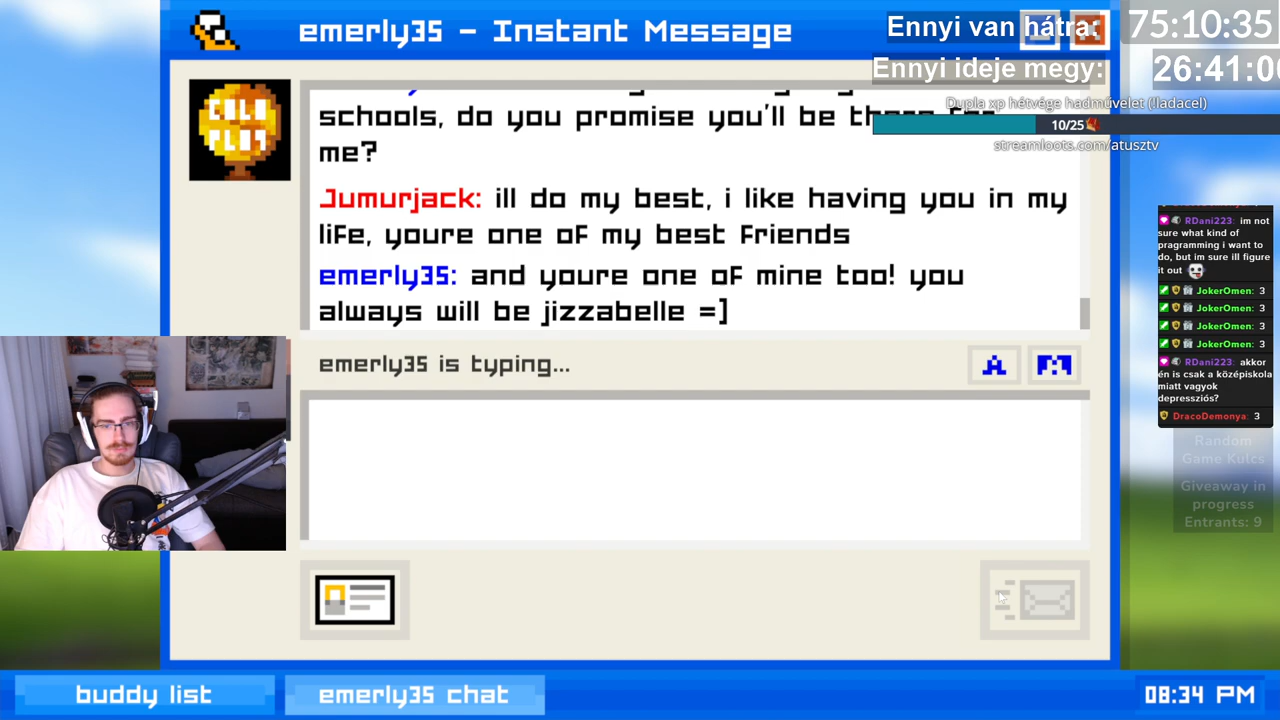 emerly35 - Instant Message
Ennyi van hátra:
75:10:35
Ennyi ideje megy:
26:41:0
Dupla xp hétvége hadművelet (!ladacel)
10/25
streamloots.com/atusztv
COLD
PLAY
schools, do you promise you'll be there for
me?
Jumurjack: ill do my best, i like having you in my
life, youre one of my best friends
emerly35: and youre one of mine too! you
always will be jizzabelle =]
emerly35 is typing...
A
RDani223: im not
sure what kind of
pragramming i want to
do, but im sure ill figure
it out
JokerOmen: 3
JokerOmen: 3
JokerOmen: 3
JokerOmen: 3
RDani223: akkor
én is csak a középiskola
miatt vagyok
depressziós?
DracoDemonya: 3
Random
Game Kulcs
Giveaway in
progress
Entrants: 9
buddy list
emerly35 chat
08:34 PM